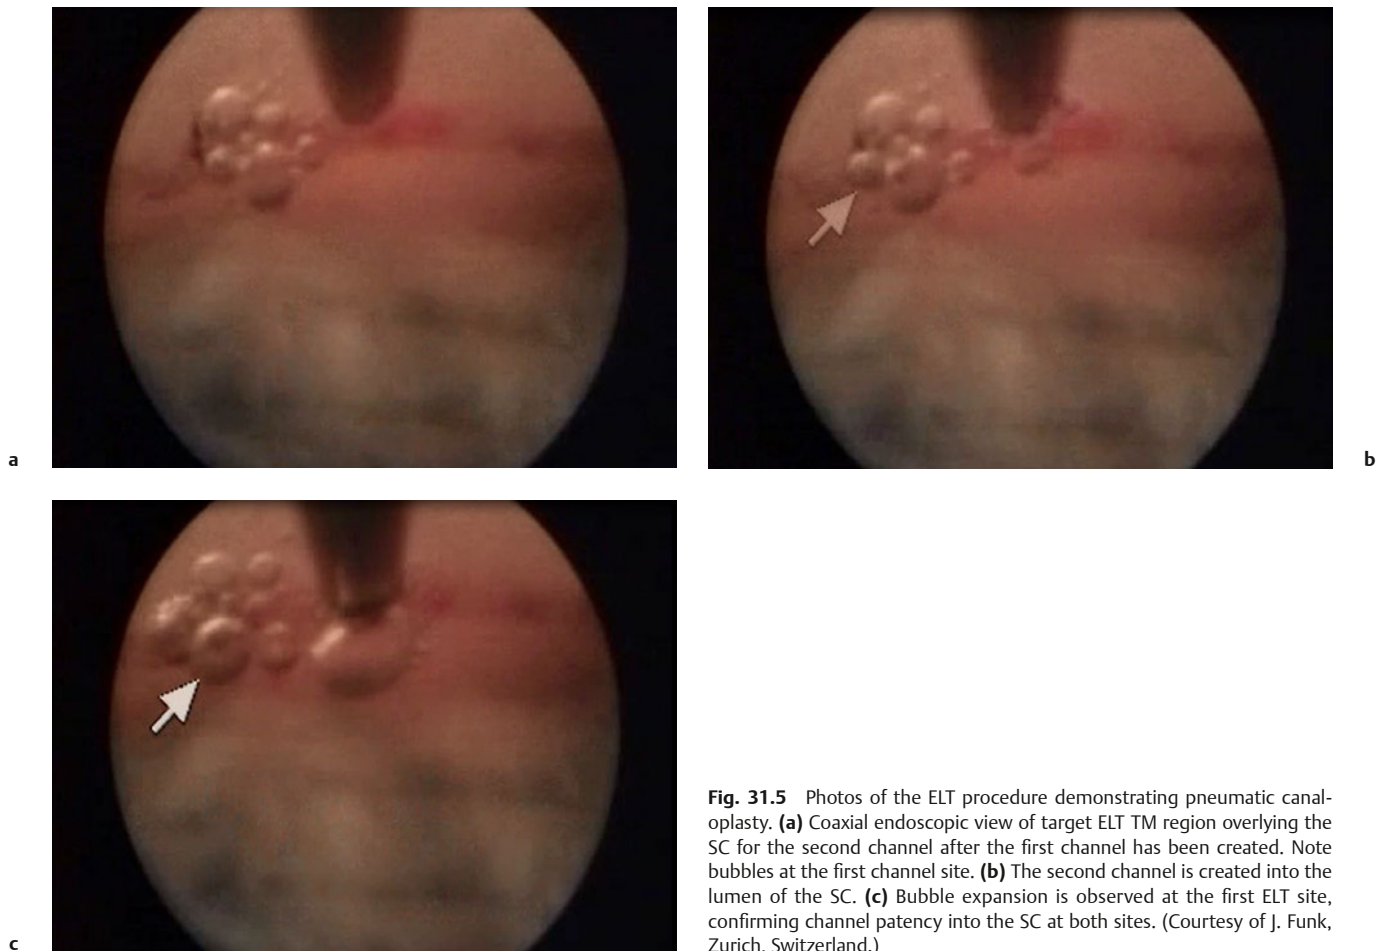 a
b
c
Fig. 31.5 Photos of the ELT procedure demonstrating pneumatic canal-
oplasty. (a) Coaxial endoscopic view of target ELT TM region overlying the
SC for the second channel after the first channel has been created. Note
bubbles at the first channel site. (b) The second channel is created into the
lumen of the SC. (c) Bubble expansion is observed at the first ELT site,
confirming channel patency into the SC at both sites. (Courtesy of J. Funk,
Zurich, Switzerland.)